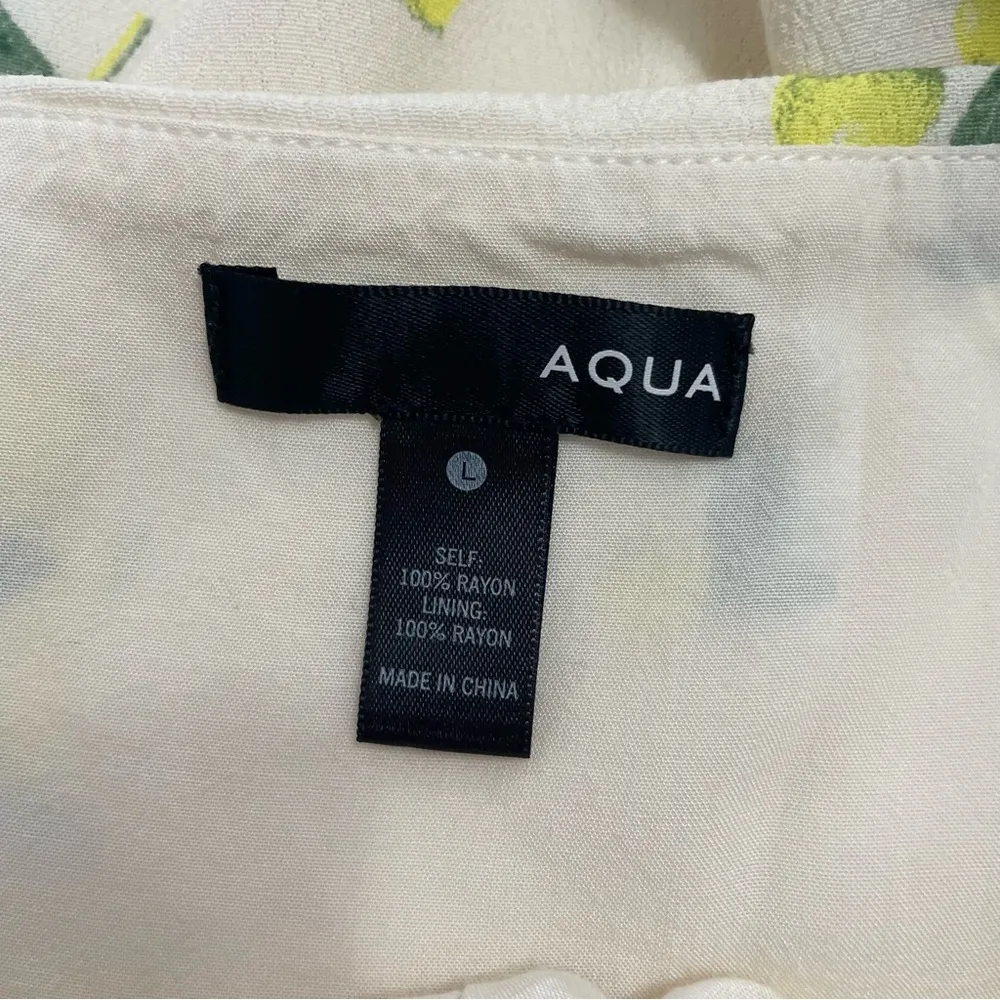 AQUA
L
SELF:
100% RAYON
LINING:
100% RAYON
MADE IN CHINA